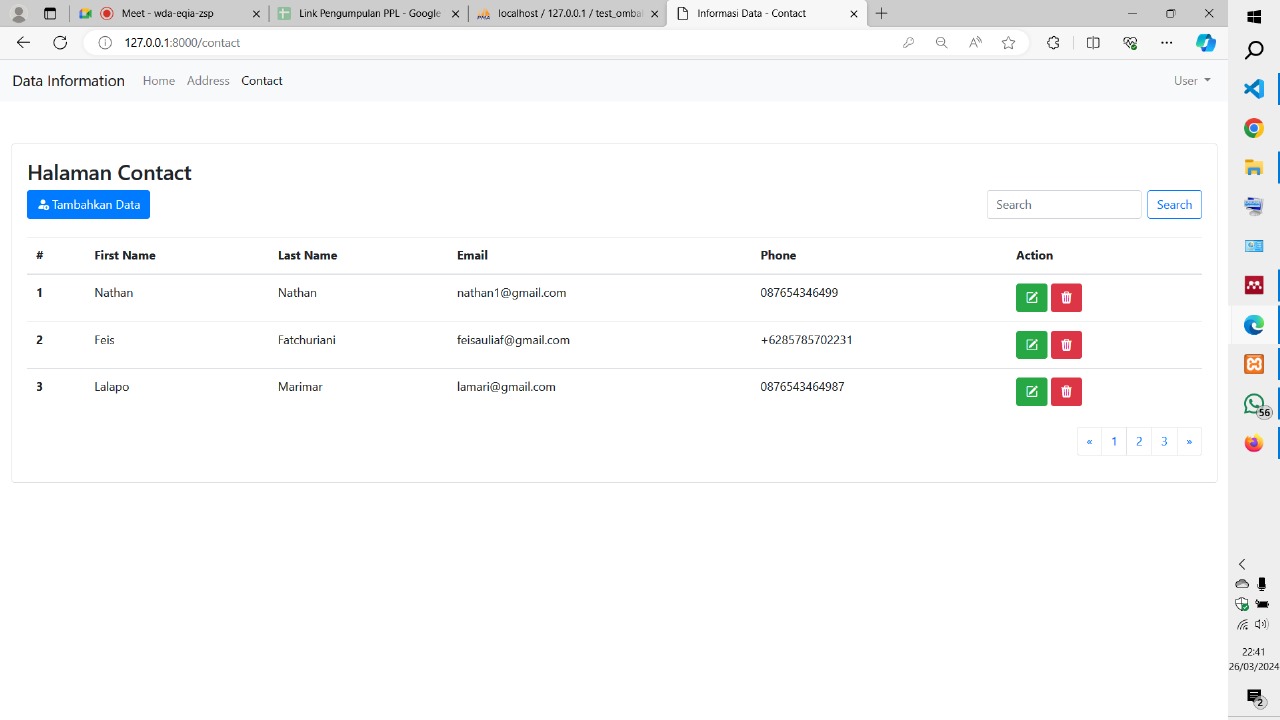 Meet - wda-eqia-zsp
Link Pengumpulan PPL - Google
localhost / 127.0.0.1 / test_omba
Informasi Data - Contact
127.0.0.1:8000/contact
Data Information Home Address Contact User
Halaman Contact
Tambahkan Data Search Search
# First Name Last Name Email Phone Action
1 Nathan Nathan nathan1@gmail.com 087654346499
2 Feis Fatchuriani feisauliaf@gmail.com +6285785702231
3 Lalapo Marimar lamari@gmail.com 0876543464987
« 1 2 3 »
56
22:41
26/03/2024
2